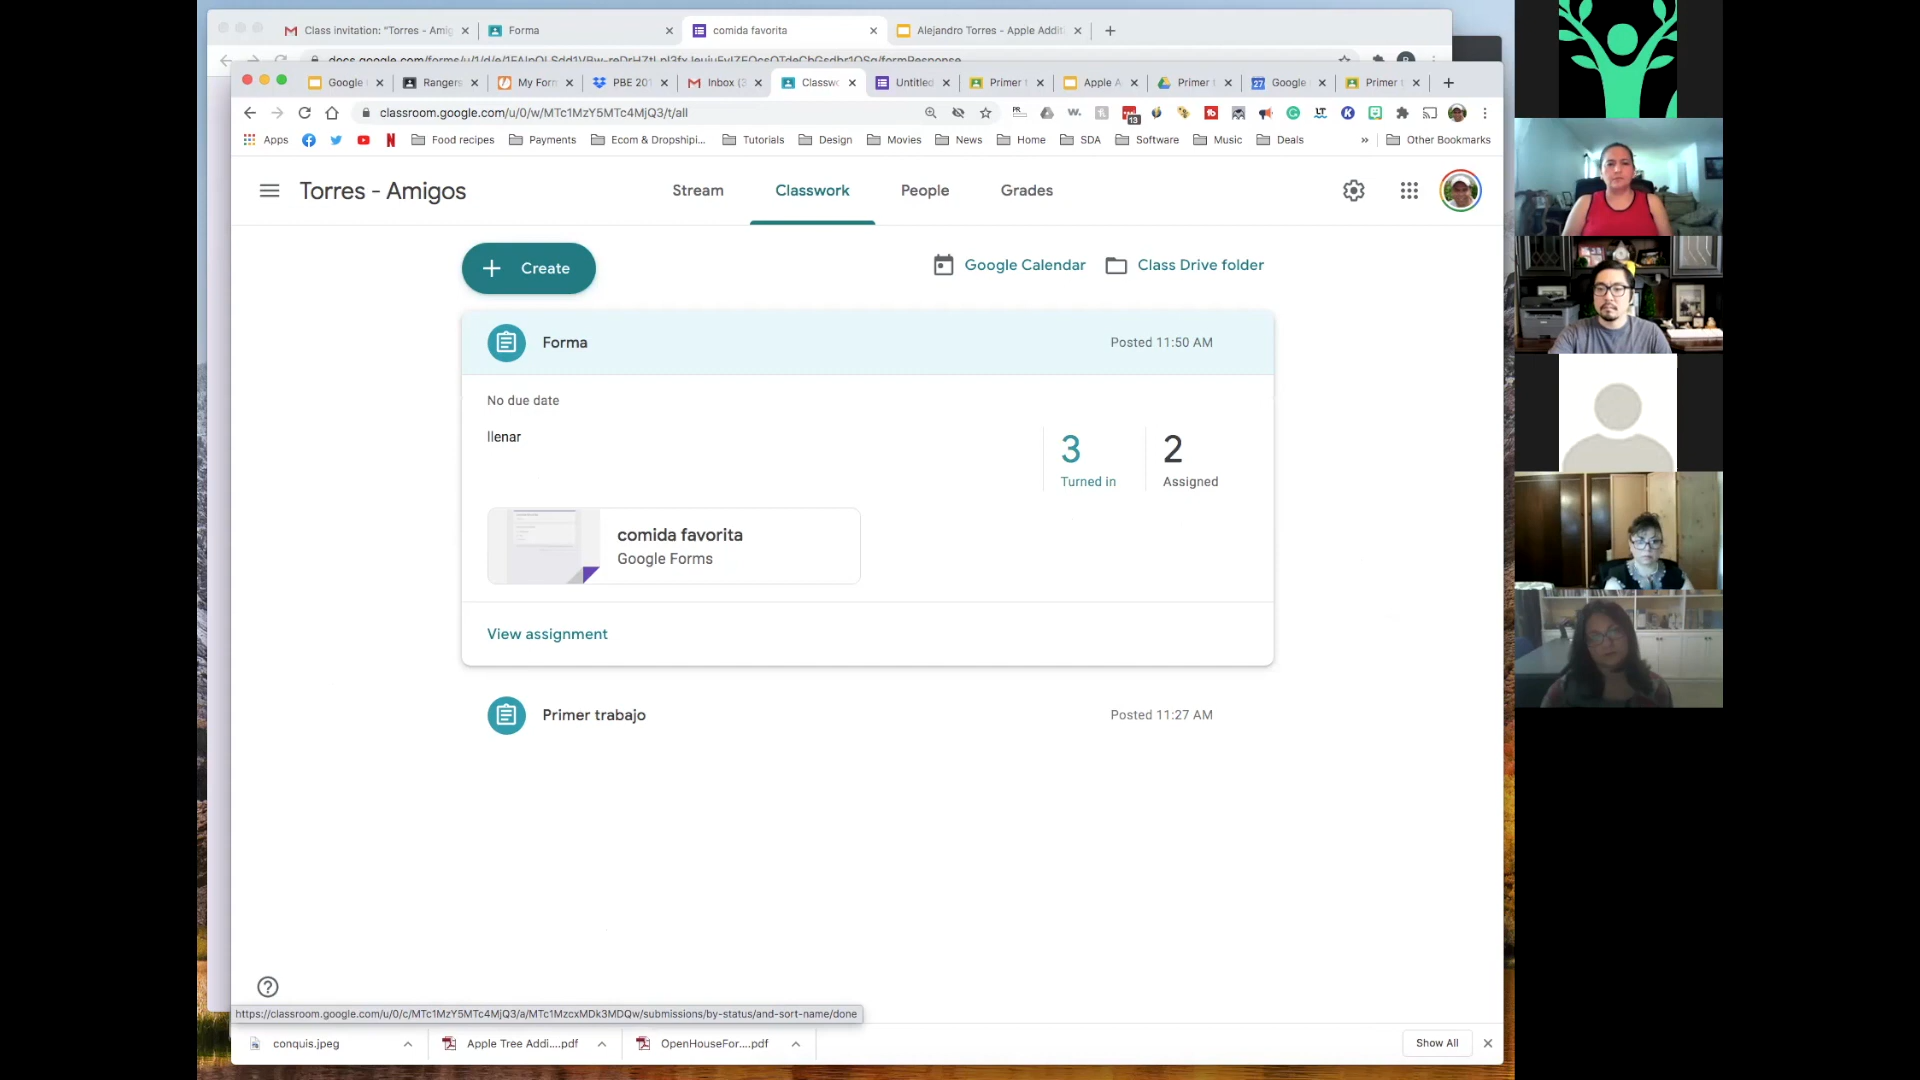 Class invitation: "Torres - Amig
Forma
comida favorita
Alejandro Torres - Apple Addit
Google
Rangers
My Form
PBE 201
Inbox (3
Classwo
Untitled
Primer t
Apple A
Primer t
Google
Primer t
classroom.google.com/u/0/w/MTc1MzY5MTc4MjQ3/t/all
13
Apps
Food recipes
Payments
Ecom & Dropshipi...
Tutorials
Design
Movies
News
Home
SDA
Software
Music
Deals
»
Other Bookmarks
Torres - Amigos
Stream
Classwork
People
Grades
Create
Google Calendar
Class Drive folder
Forma
Posted 11:50 AM
No due date
llenar
3
Turned in
2
Assigned
comida favorita
Google Forms
View assignment
Primer trabajo
Posted 11:27 AM
https://classroom.google.com/u/0/c/MTc1MzY5MTc4MjQ3/a/MTc1MzcxMDk3MDQw/submissions/by-status/and-sort-name/done
conquis.jpeg
Apple Tree Addi....pdf
OpenHouseFor....pdf
Show All